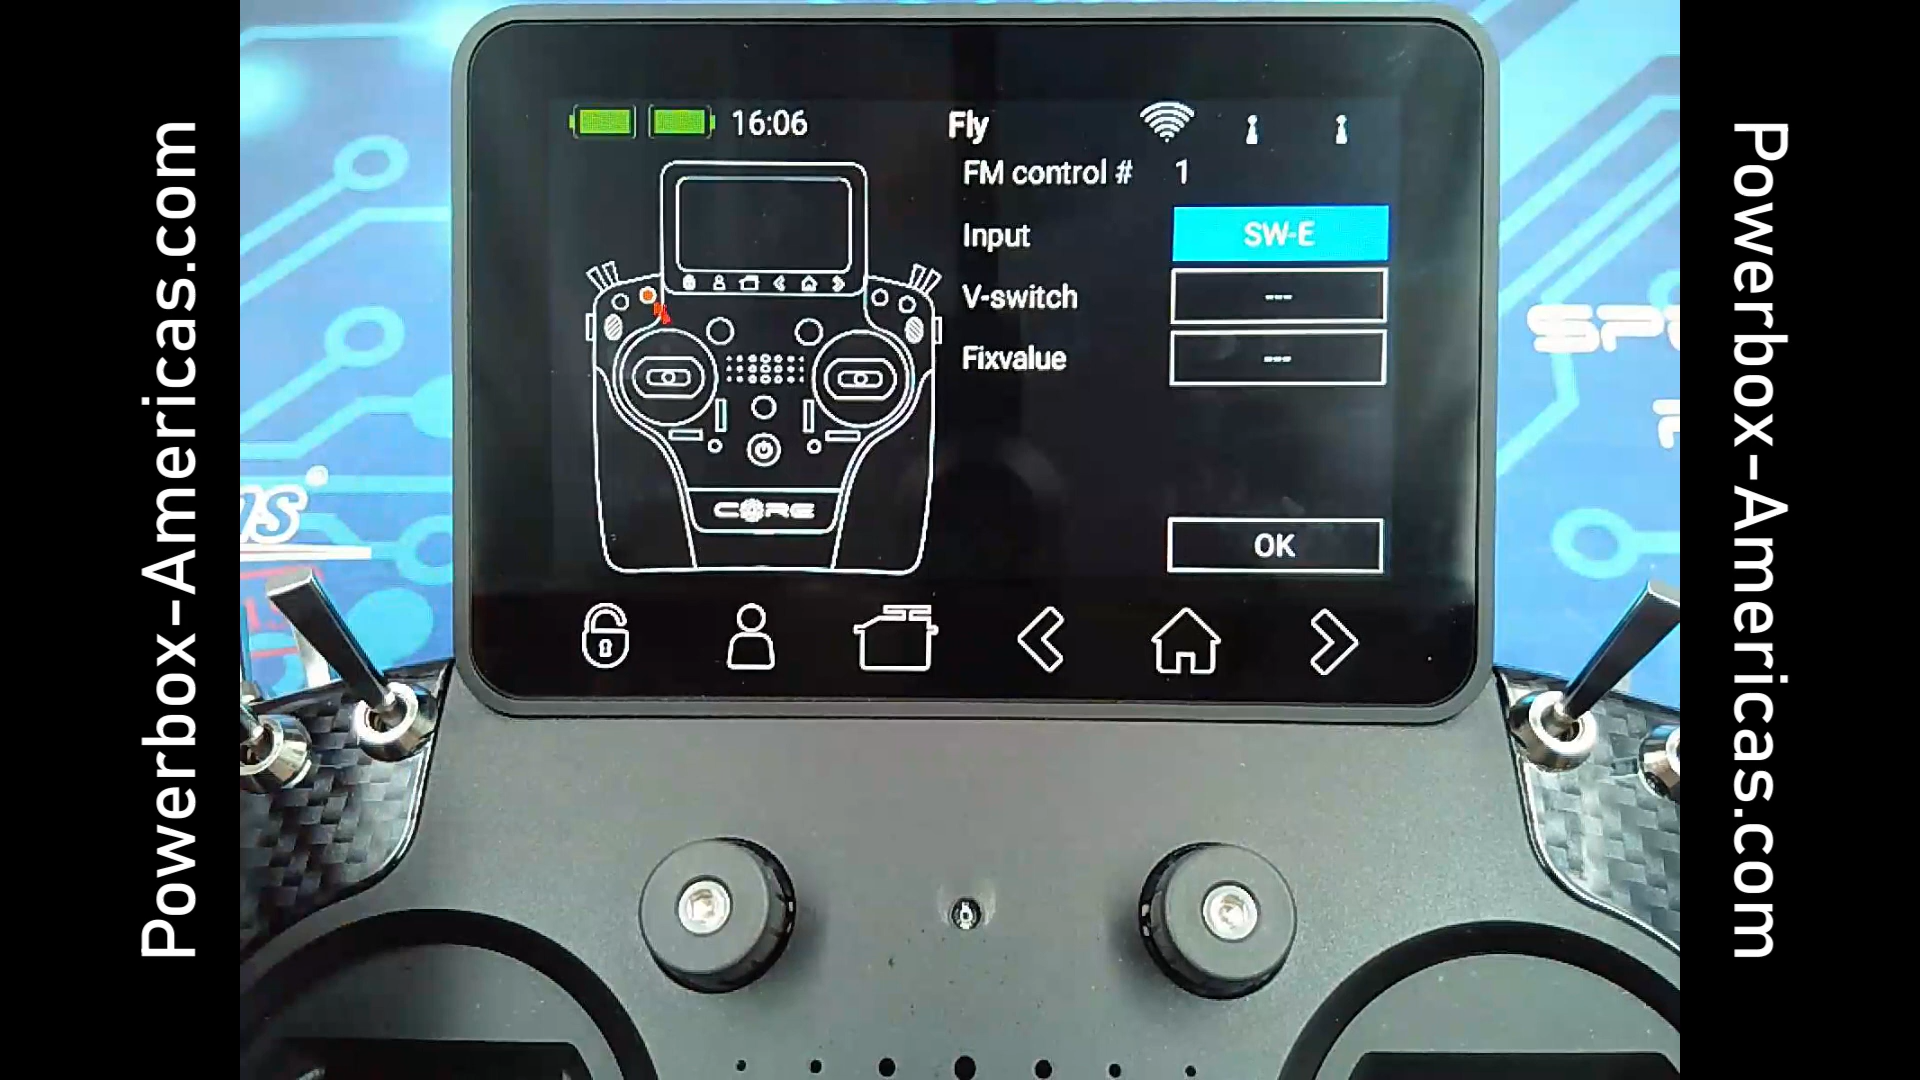 Powerbox-Americas.com
16:06
Fly
FM control # 1
Input SW-E
V-switch ---
Fixvalue ---
OK
CORE
Powerbox-Americas.com